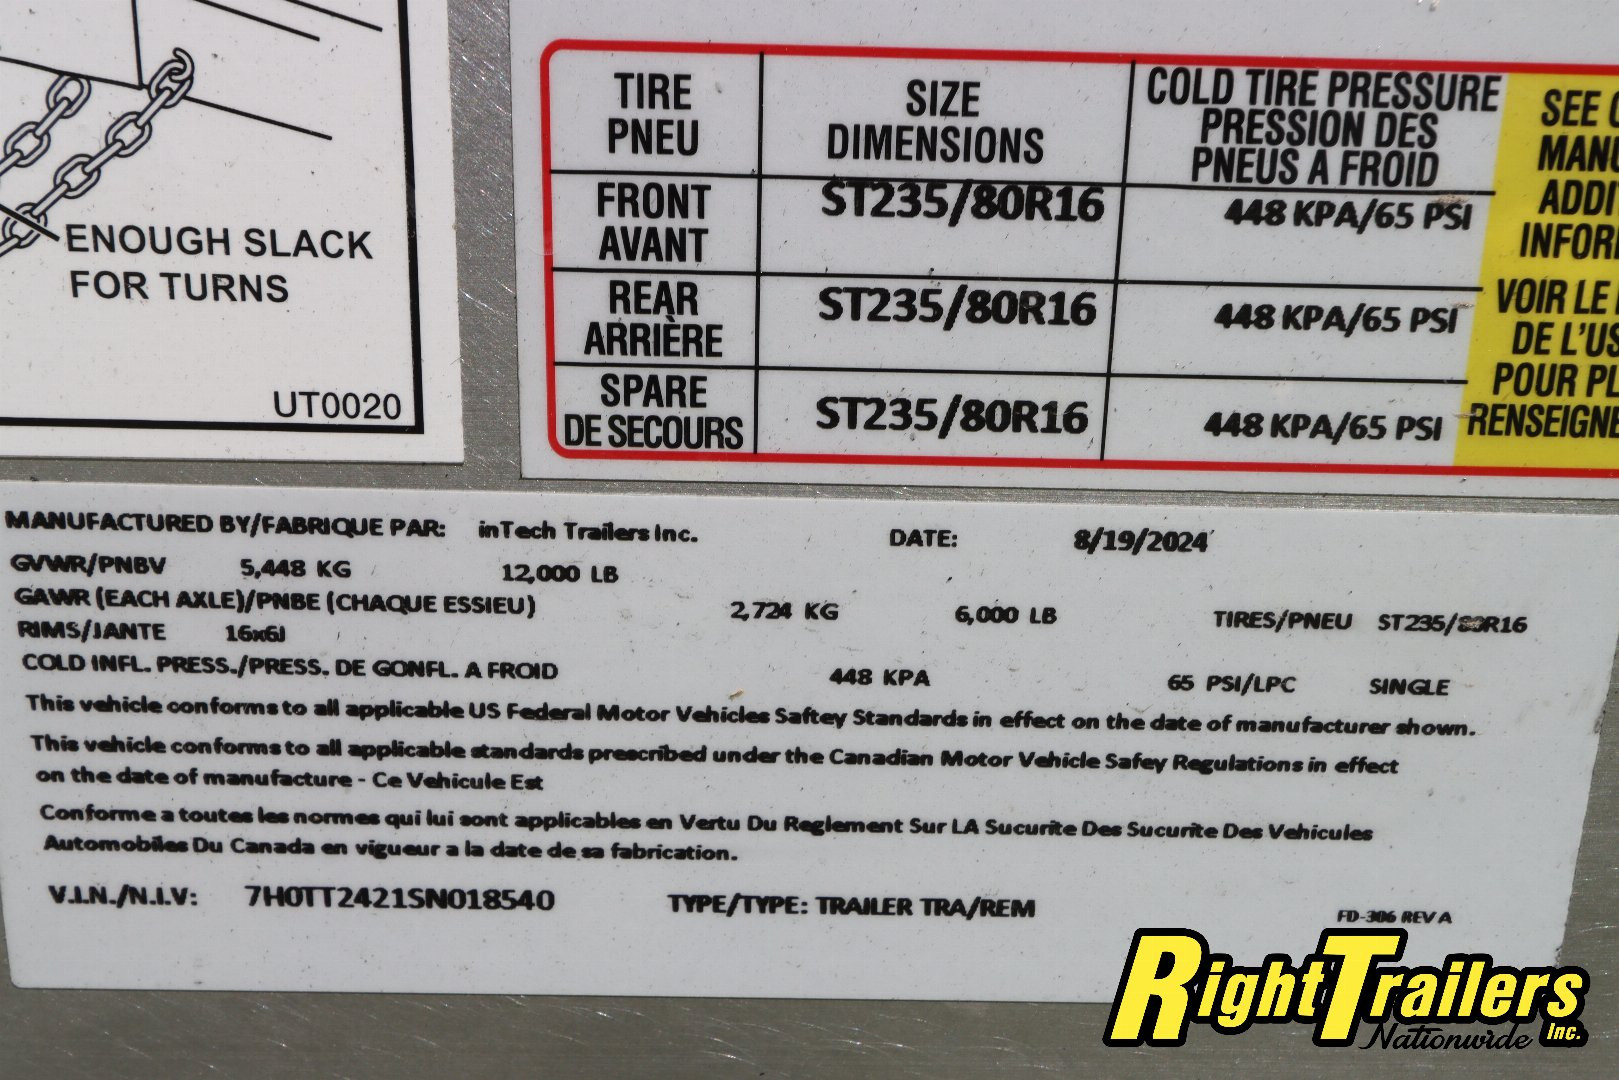 ENOUGH SLACK
FOR TURNS
UT0020
TIRE
PNEU
SIZE
DIMENSIONS
COLD TIRE PRESSURE
PRESSION DES
PNEUS A FROID
FRONT
AVANT
ST235/80R16
448 KPA/65 PSI
REAR
ARRIÈRE
ST235/80R16
448 KPA/65 PSI
SPARE
DE SECOURS
ST235/80R16
448 KPA/65 PSI
SEE
MANU
ADDI
INFOR
VOIR LE
DE L'US
POUR PL
RENSEIGNE
MANUFACTURED BY/FABRIQUE PAR: inTech Trailers Inc. DATE: 8/19/2024
GVWR/PNBV 5,448 KG 12,000 LB
GAWR (EACH AXLE)/PNBE (CHAQUE ESSIEU) 2,724 KG 6,000 LB TIRES/PNEU ST235/80R16
RIMS/JANTE 16x6J
COLD INFL. PRESS./PRESS. DE GONFL. A FROID 448 KPA 65 PSI/LPC SINGLE
This vehicle conforms to all applicable US Federal Motor Vehicles Saftey Standards in effect on the date of manufacturer shown.
This vehicle conforms to all applicable standards prescribed under the Canadian Motor Vehicle Safey Regulations in effect
on the date of manufacture - Ce Vehicule Est
Conforme a toutes les normes qui lui sont applicables en Vertu Du Reglement Sur LA Sucurite Des Sucurite Des Vehicules
Automobiles Du Canada en vigueur a la date de sa fabrication.
V.I.N./N.I.V: 7H0TT2421SN018540 TYPE/TYPE: TRAILER TRA/REM
FD-306 REV A
RightTrailers
Nationwide Inc.